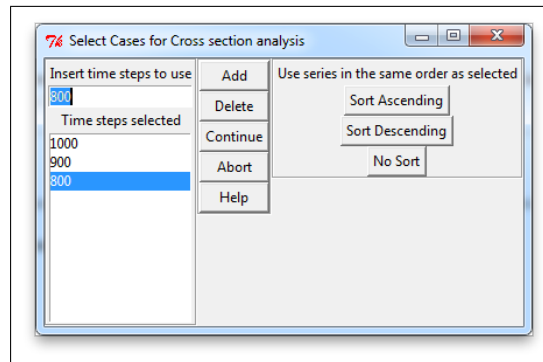 7% Select Cases for Cross section analysis
Insert time steps to use
800
Time steps selected
1000
900
800
Add
Delete
Continue
Abort
Help
Use series in the same order as selected
Sort Ascending
Sort Descending
No Sort